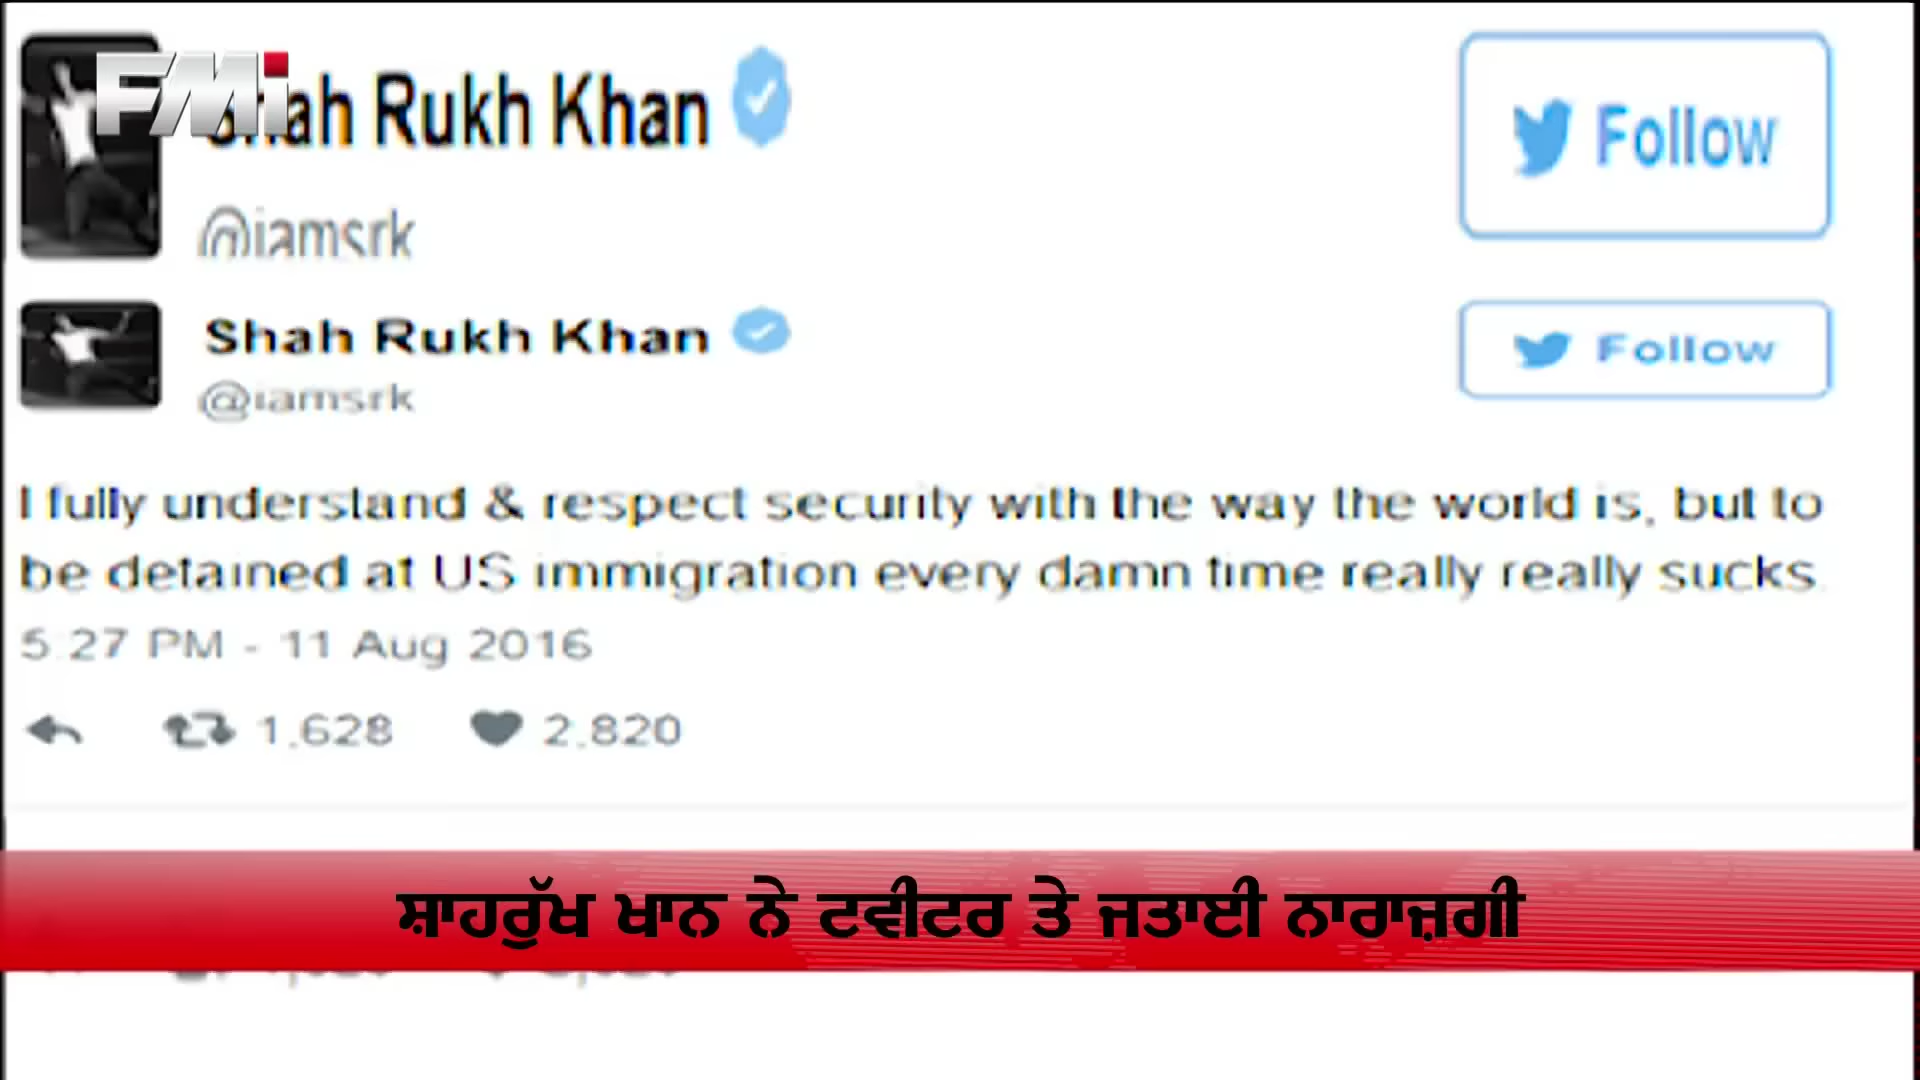 FMi
Shah Rukh Khan
Follow
@iamsrk
Shah Rukh Khan
Follow
@iamsrk
I fully understand & respect security with the way the world is, but to
be detained at US immigration every damn time really really sucks.
5:27 PM - 11 Aug 2016
1,628 2,820
ਸ਼ਾਹਰੁੱਖ ਖਾਨ ਨੇ ਟਵੀਟਰ ਤੇ ਜਤਾਈ ਨਾਰਾਜ਼ਗੀ